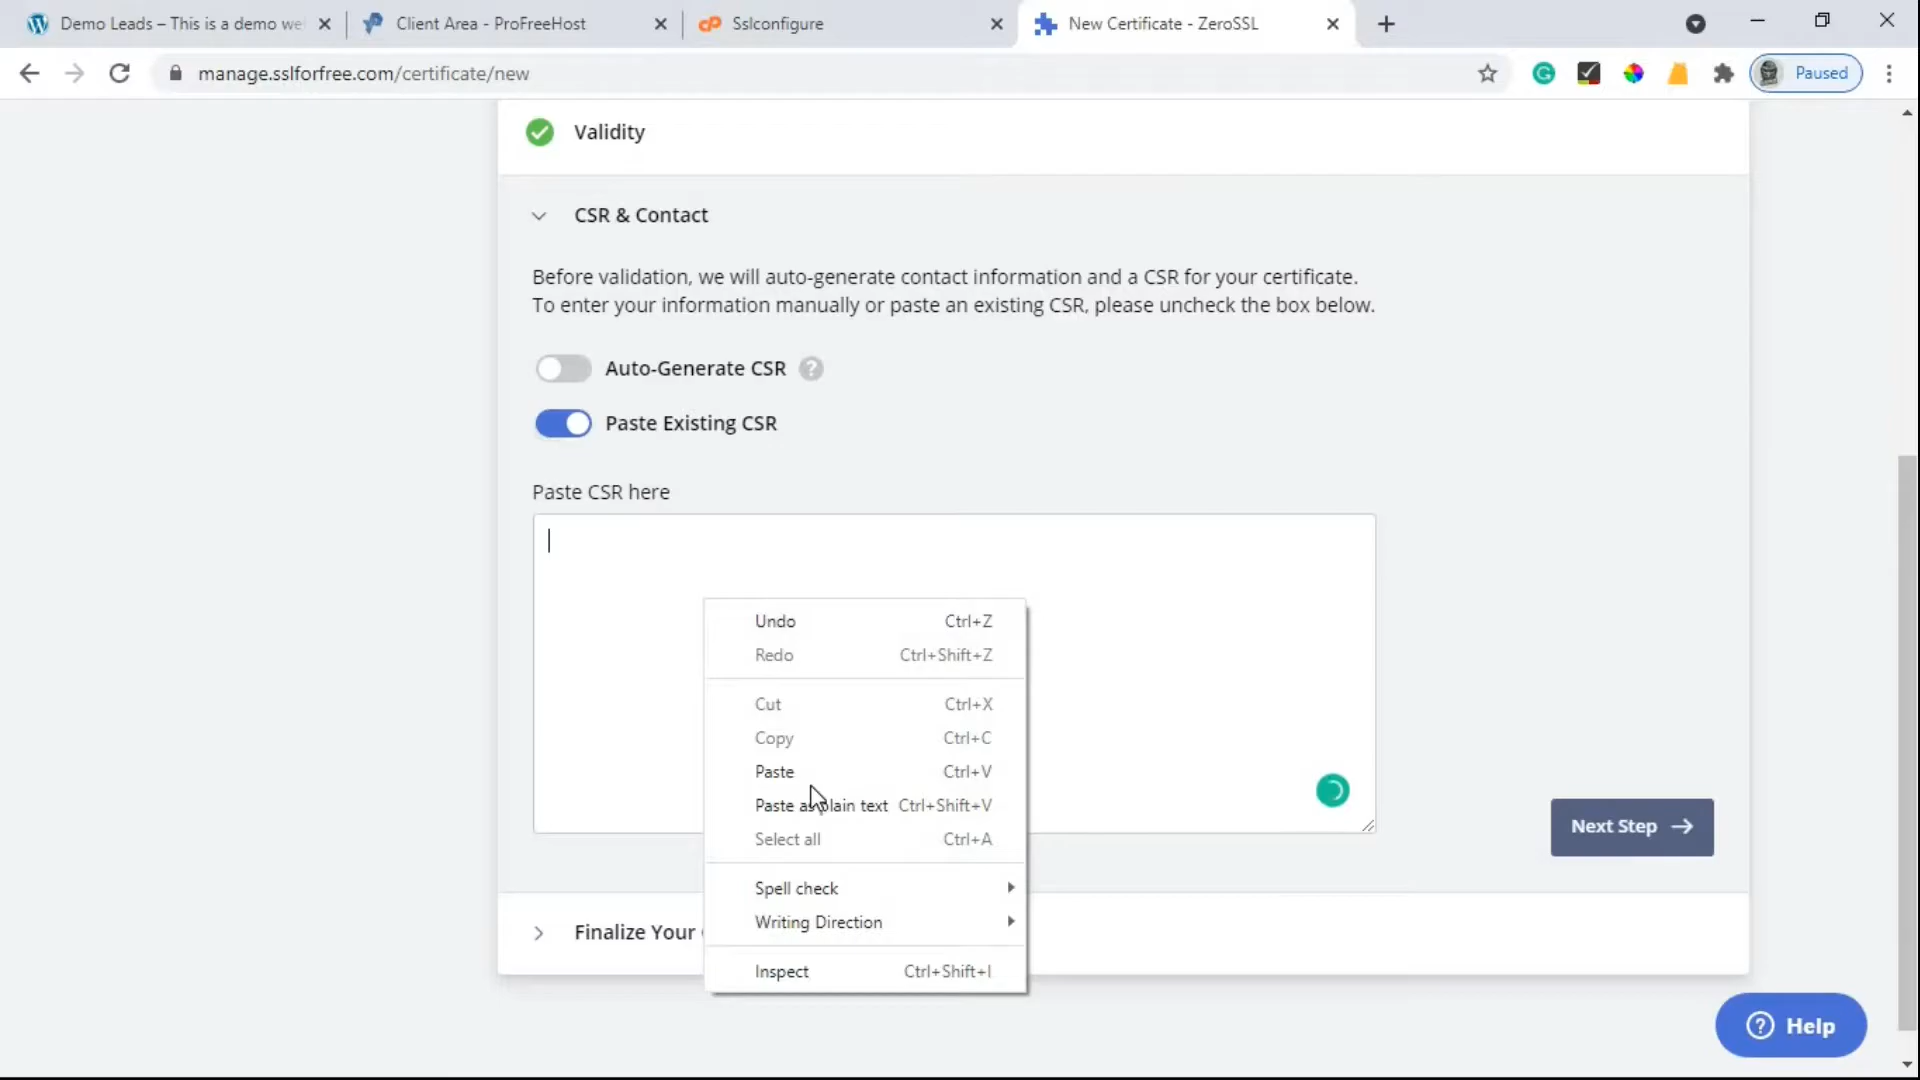 Demo Leads – This is a demo we
Client Area - ProFreeHost
Sslconfigure
New Certificate - ZeroSSL
manage.sslforfree.com/certificate/new
Paused
Validity
CSR & Contact
Before validation, we will auto-generate contact information and a CSR for your certificate.
To enter your information manually or paste an existing CSR, please uncheck the box below.
Auto-Generate CSR ?
Paste Existing CSR
Paste CSR here
Undo Ctrl+Z
Redo Ctrl+Shift+Z
Cut Ctrl+X
Copy Ctrl+C
Paste Ctrl+V
Paste as plain text Ctrl+Shift+V
Select all Ctrl+A
Spell check
Writing Direction
Inspect Ctrl+Shift+I
Next Step
Finalize Your
? Help